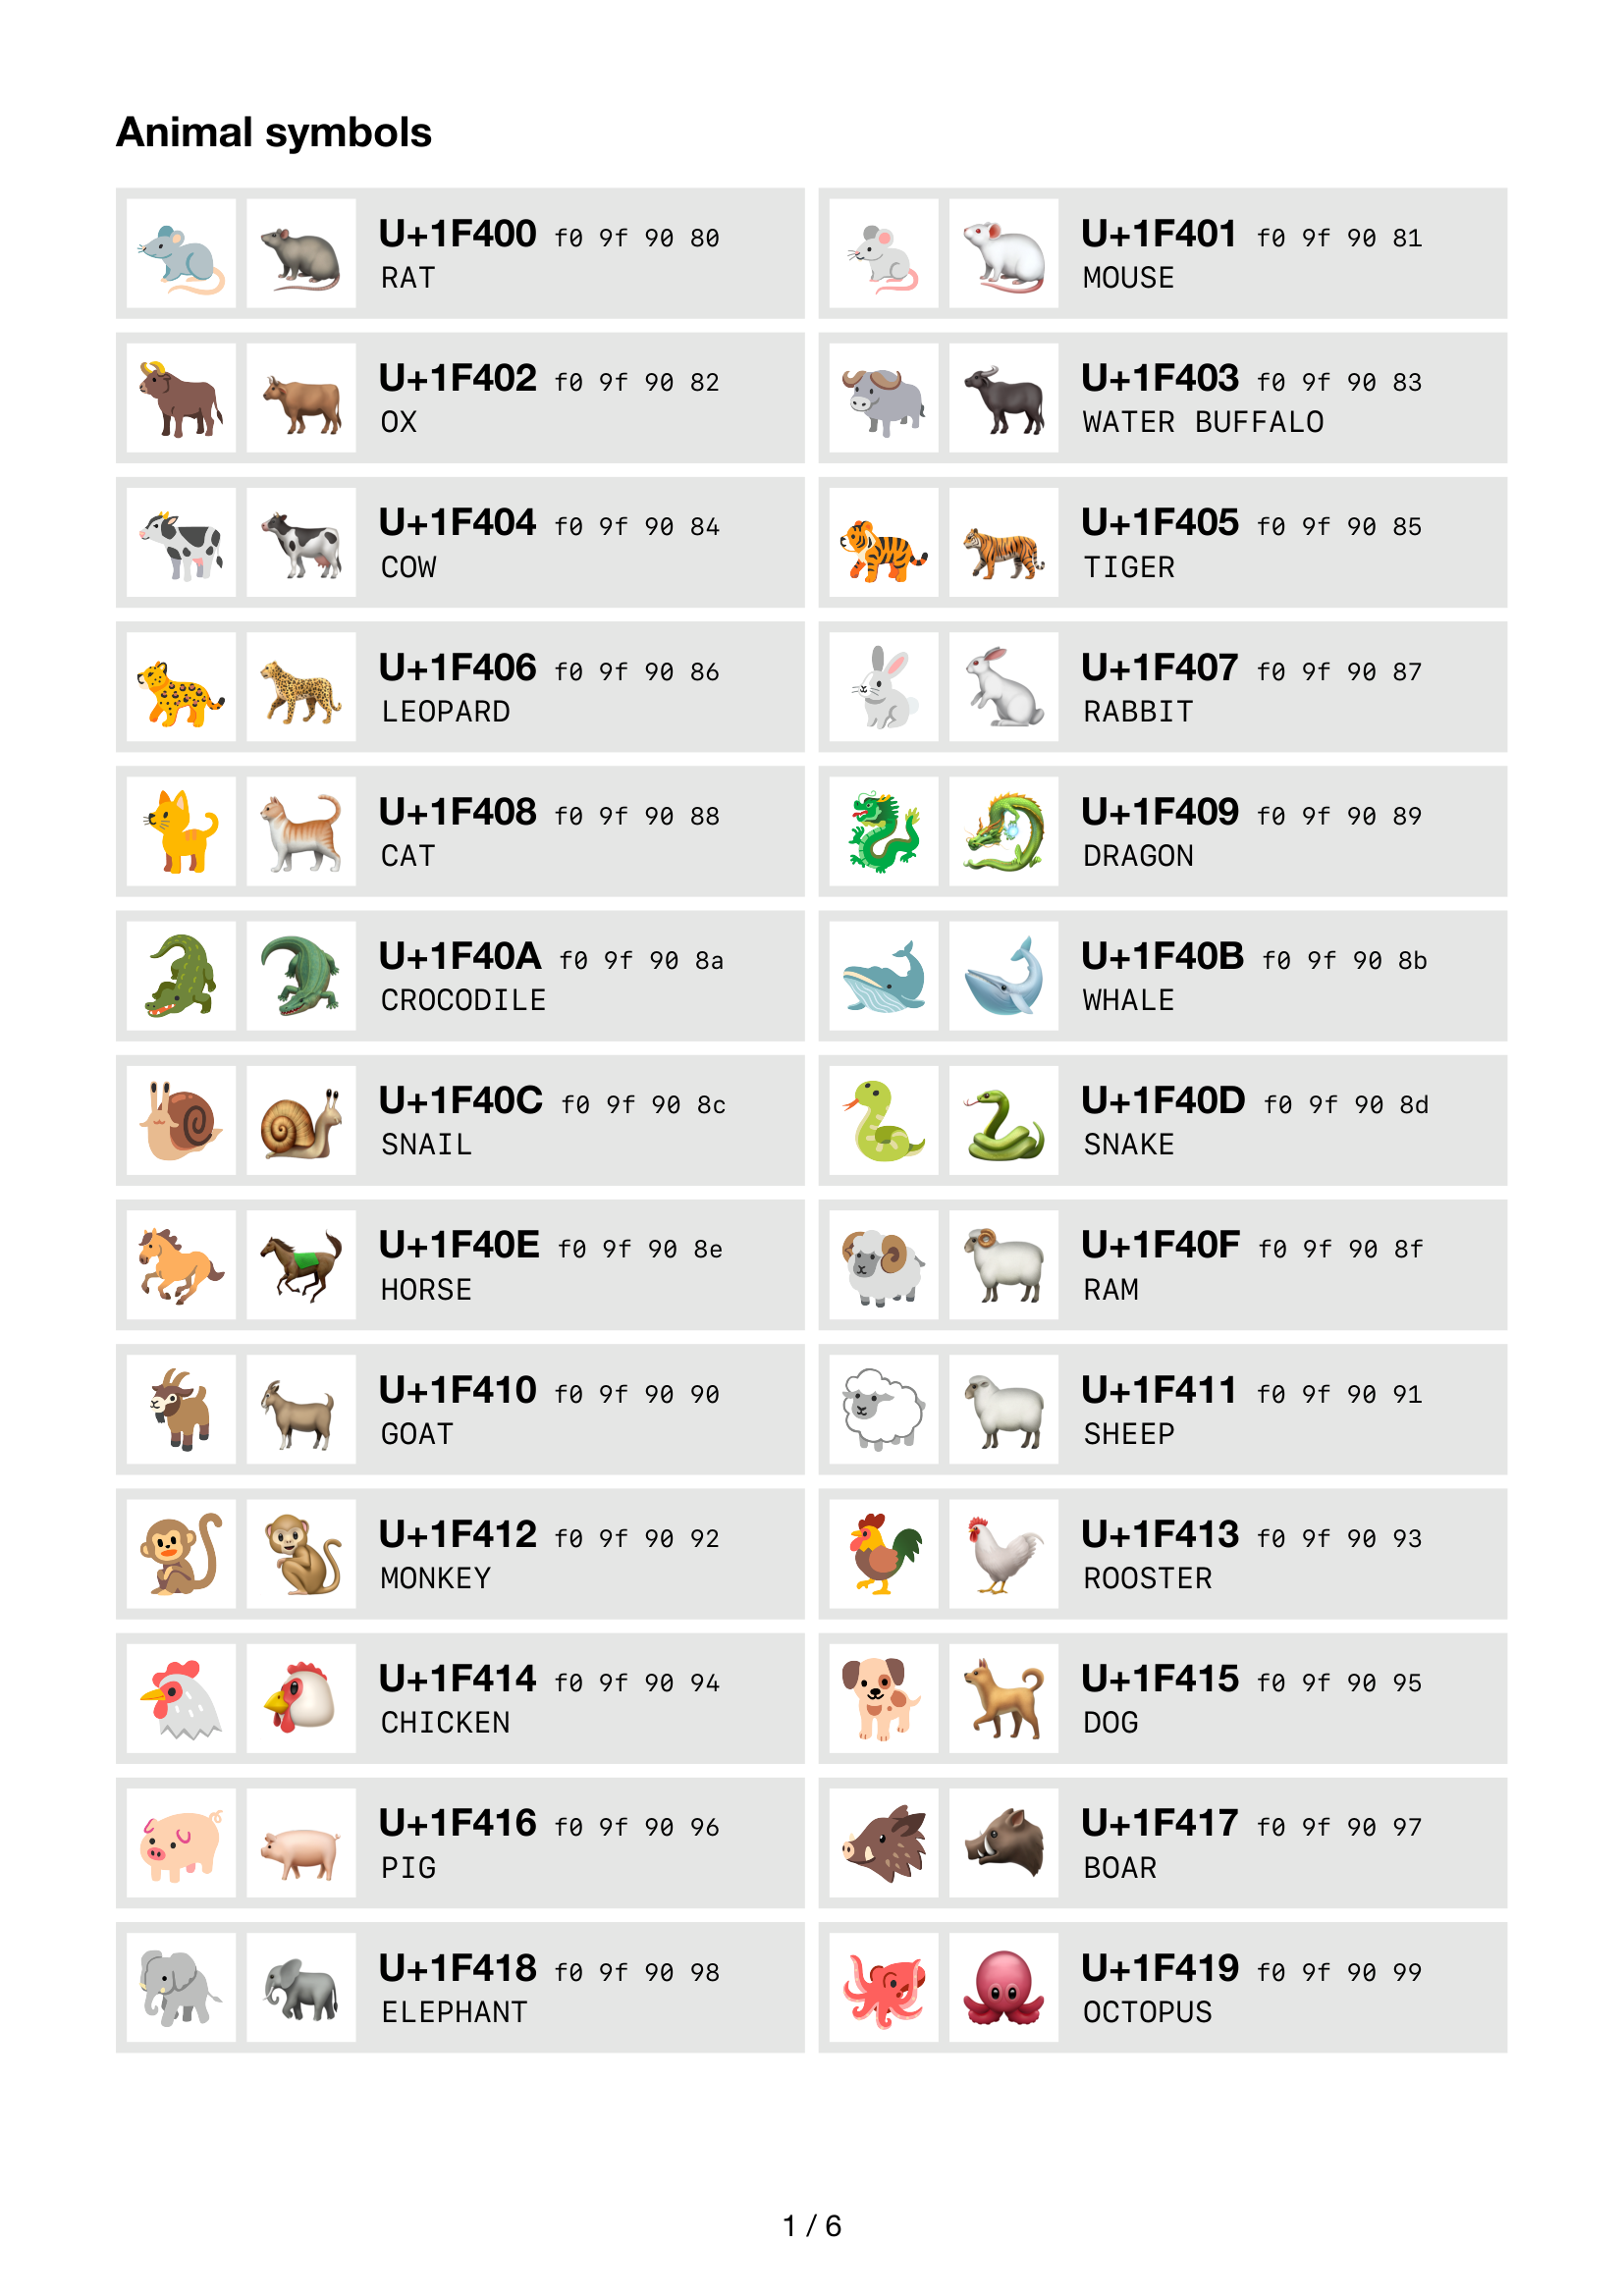 Animal symbols
U+1F400 f0 9f 90 80
RAT
U+1F401 f0 9f 90 81
MOUSE
U+1F402 f0 9f 90 82
OX
U+1F403 f0 9f 90 83
WATER BUFFALO
U+1F404 f0 9f 90 84
COW
U+1F405 f0 9f 90 85
TIGER
U+1F406 f0 9f 90 86
LEOPARD
U+1F407 f0 9f 90 87
RABBIT
U+1F408 f0 9f 90 88
CAT
U+1F409 f0 9f 90 89
DRAGON
U+1F40A f0 9f 90 8a
CROCODILE
U+1F40B f0 9f 90 8b
WHALE
U+1F40C f0 9f 90 8c
SNAIL
U+1F40D f0 9f 90 8d
SNAKE
U+1F40E f0 9f 90 8e
HORSE
U+1F40F f0 9f 90 8f
RAM
U+1F410 f0 9f 90 90
GOAT
U+1F411 f0 9f 90 91
SHEEP
U+1F412 f0 9f 90 92
MONKEY
U+1F413 f0 9f 90 93
ROOSTER
U+1F414 f0 9f 90 94
CHICKEN
U+1F415 f0 9f 90 95
DOG
U+1F416 f0 9f 90 96
PIG
U+1F417 f0 9f 90 97
BOAR
U+1F418 f0 9f 90 98
ELEPHANT
U+1F419 f0 9f 90 99
OCTOPUS
1 / 6